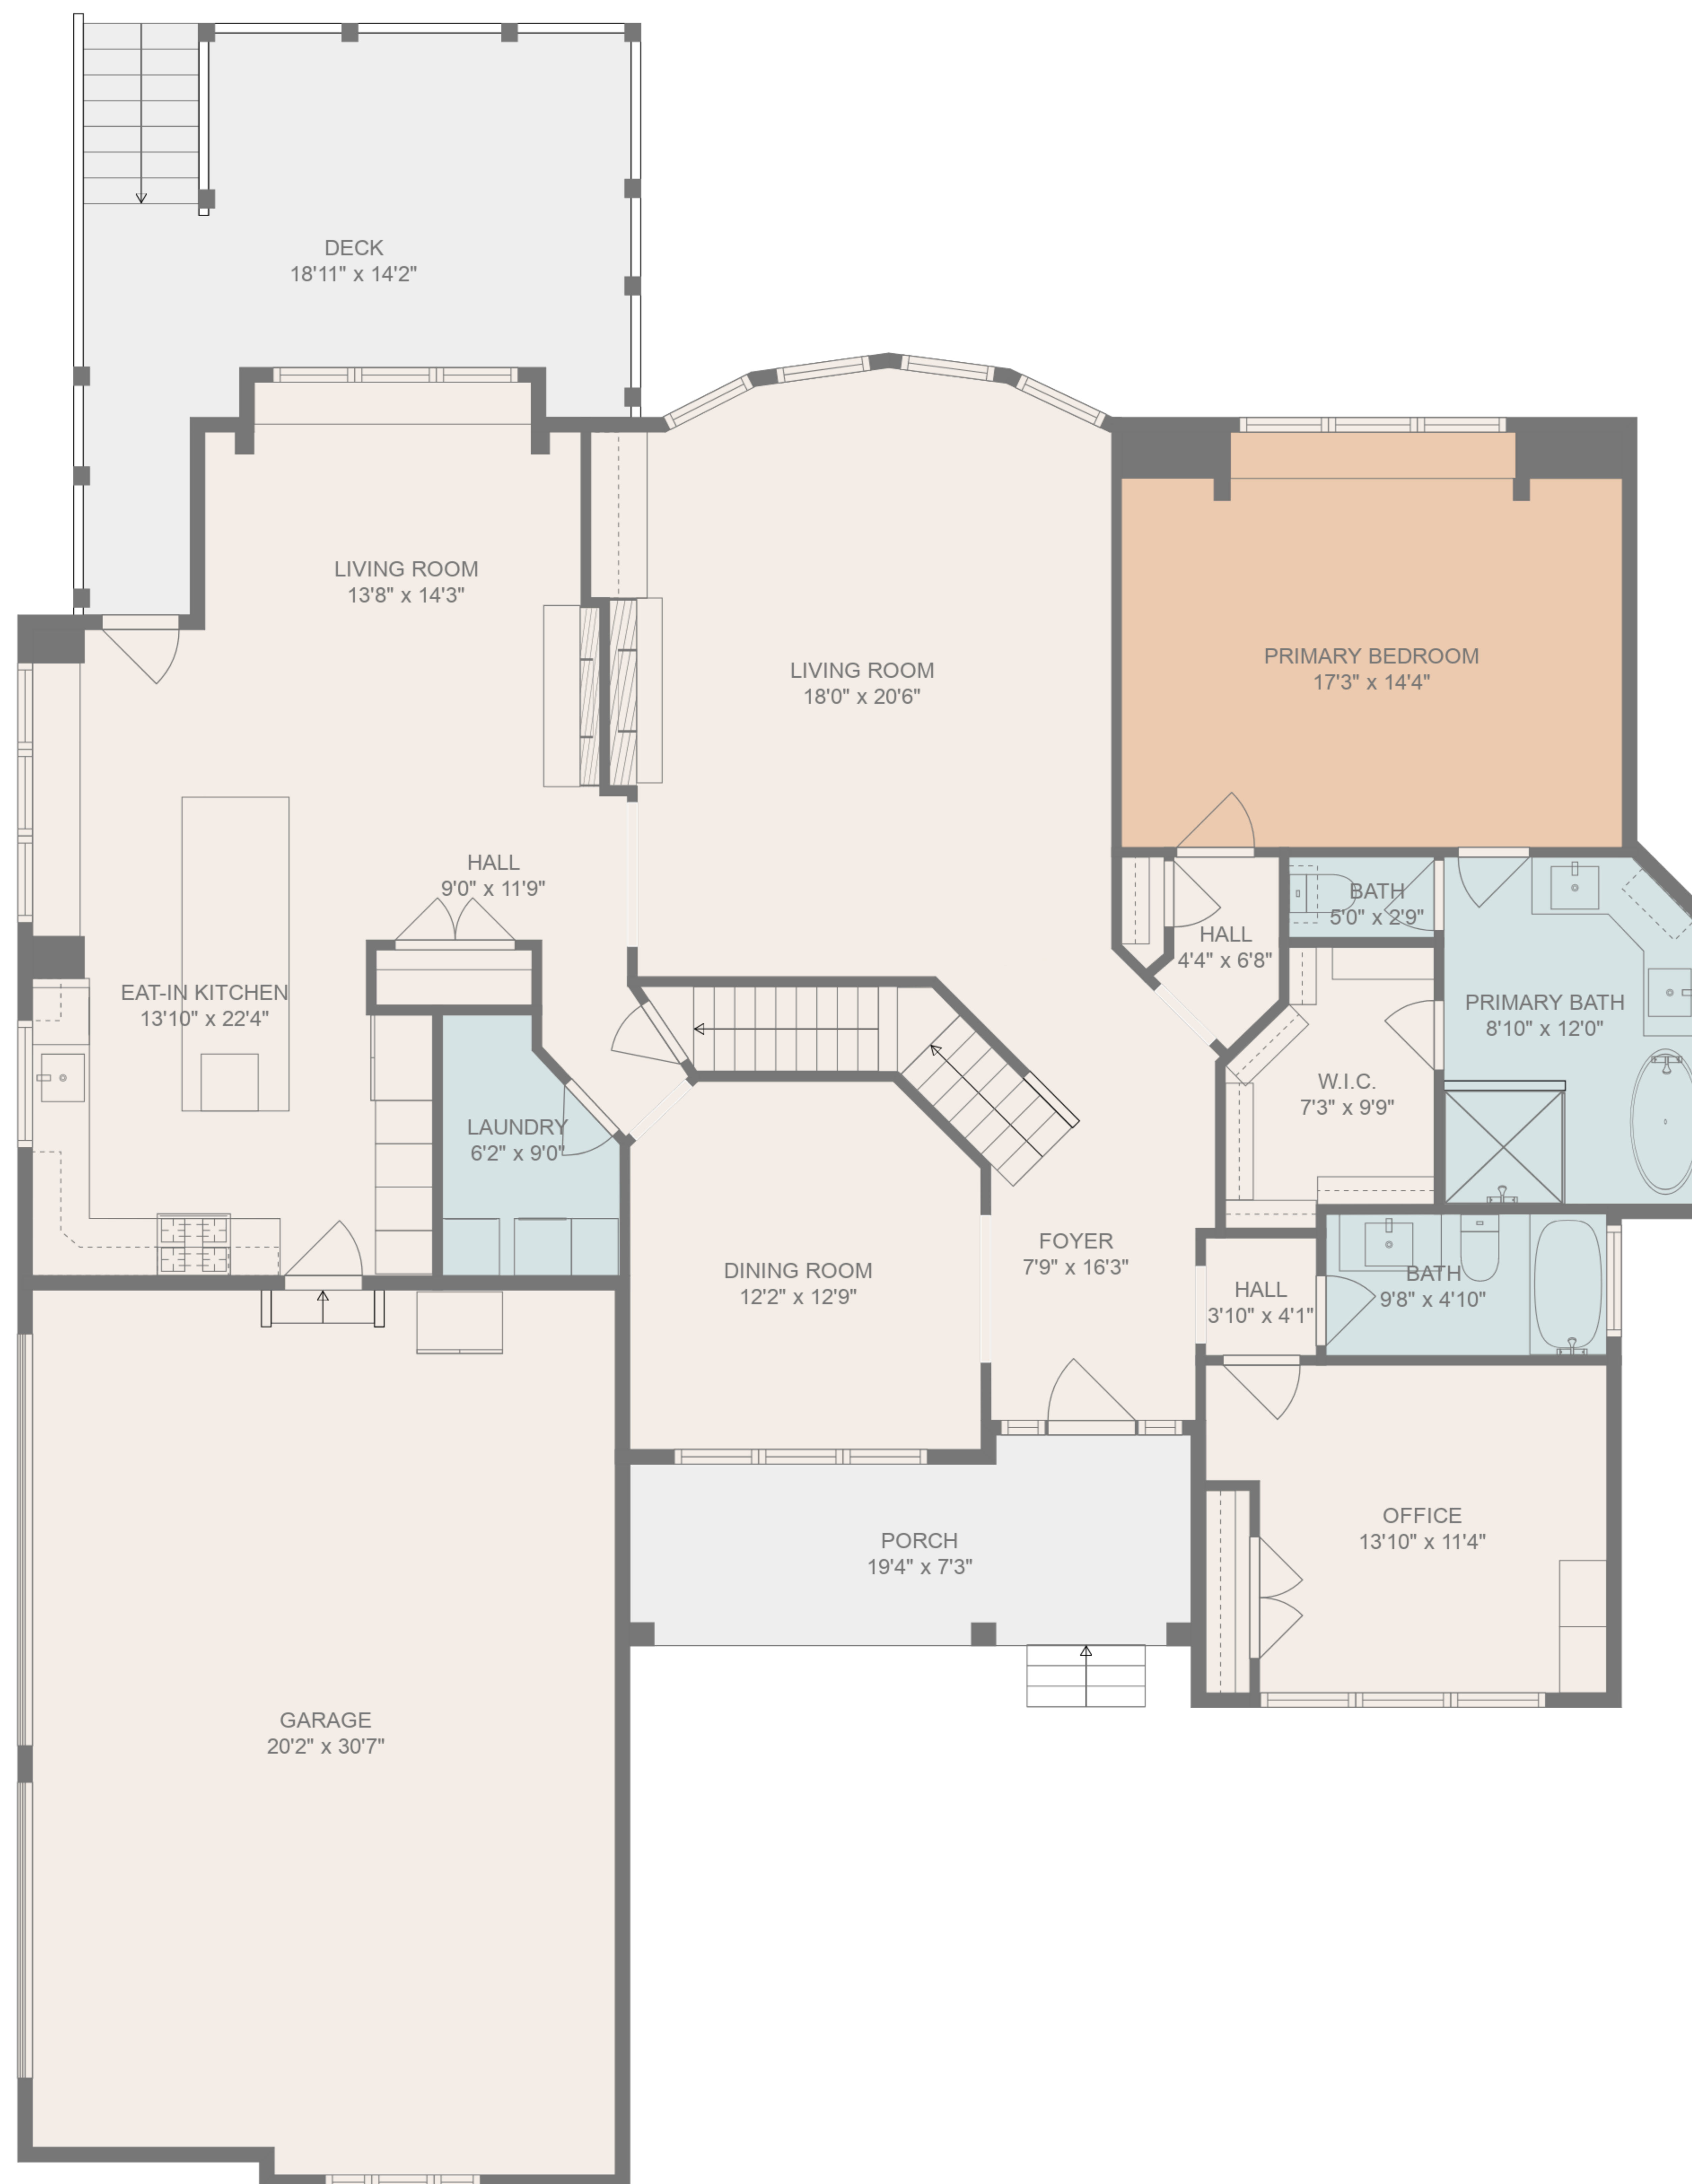 DECK
18'11" x 14'2"
LIVING ROOM
13'8" x 14'3"
LIVING ROOM
18'0" x 20'6"
PRIMARY BEDROOM
17'3" x 14'4"
HALL
9'0" x 11'9"
BATH
5'0" x 2'9"
HALL
4'4" x 6'8"
EAT-IN KITCHEN
13'10" x 22'4"
PRIMARY BATH
8'10" x 12'0"
W.I.C.
7'3" x 9'9"
LAUNDRY
6'2" x 9'0"
FOYER
7'9" x 16'3"
DINING ROOM
12'2" x 12'9"
HALL
3'10" x 4'1"
BATH
9'8" x 4'10"
OFFICE
13'10" x 11'4"
PORCH
19'4" x 7'3"
GARAGE
20'2" x 30'7"